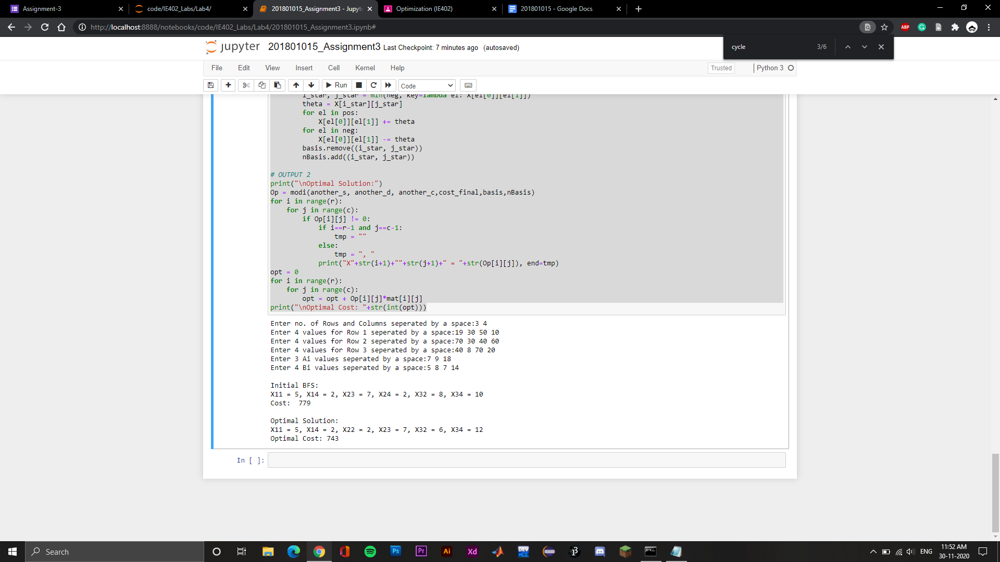 Assignment-3
code/IE402_Labs/Lab4/
201801015_Assignment3 - Jupyt
Optimization (IE402)
201801015 - Google Docs
http://localhost:8888/notebooks/code/IE402_Labs/Lab4/201801015_Assignment3.ipynb#
ABP
cycle 3/6
jupyter 201801015_Assignment3 Last Checkpoint: 7 minutes ago (autosaved)
File Edit View Insert Cell Kernel Help Trusted Python 3
Run Code
i_star, j_star = min(neg, key=lambda el: X[el[0]][el[1]])
theta = X[i_star][j_star]
for el in pos:
X[el[0]][el[1]] += theta
for el in neg:
X[el[0]][el[1]] -= theta
basis.remove((i_star, j_star))
nBasis.add((i_star, j_star))
# OUTPUT 2
print("\nOptimal Solution:")
Op = modi(another_s, another_d, another_c,cost_final,basis,nBasis)
for i in range(r):
for j in range(c):
if Op[i][j] != 0:
if i==r-1 and j==c-1:
tmp = ""
else:
tmp = ", "
print("X"+str(i+1)+""+str(j+1)+" = "+str(Op[i][j]), end=tmp)
opt = 0
for i in range(r):
for j in range(c):
opt = opt + Op[i][j]*mat[i][j]
print("\nOptimal Cost: "+str(int(opt)))
Enter no. of Rows and Columns seperated by a space:3 4
Enter 4 values for Row 1 seperated by a space:19 30 50 10
Enter 4 values for Row 2 seperated by a space:70 30 40 60
Enter 4 values for Row 3 seperated by a space:40 8 70 20
Enter 3 Ai values seperated by a space:7 9 18
Enter 4 Bi values seperated by a space:5 8 7 14
Initial BFS:
X11 = 5, X14 = 2, X23 = 7, X24 = 2, X32 = 8, X34 = 10
Cost:  779
Optimal Solution:
X11 = 5, X14 = 2, X22 = 2, X23 = 7, X32 = 6, X34 = 12
Optimal Cost: 743
In [ ]:
Search
Ps
Pr
Ai
Xd
DEV
ENG
11:52 AM
30-11-2020